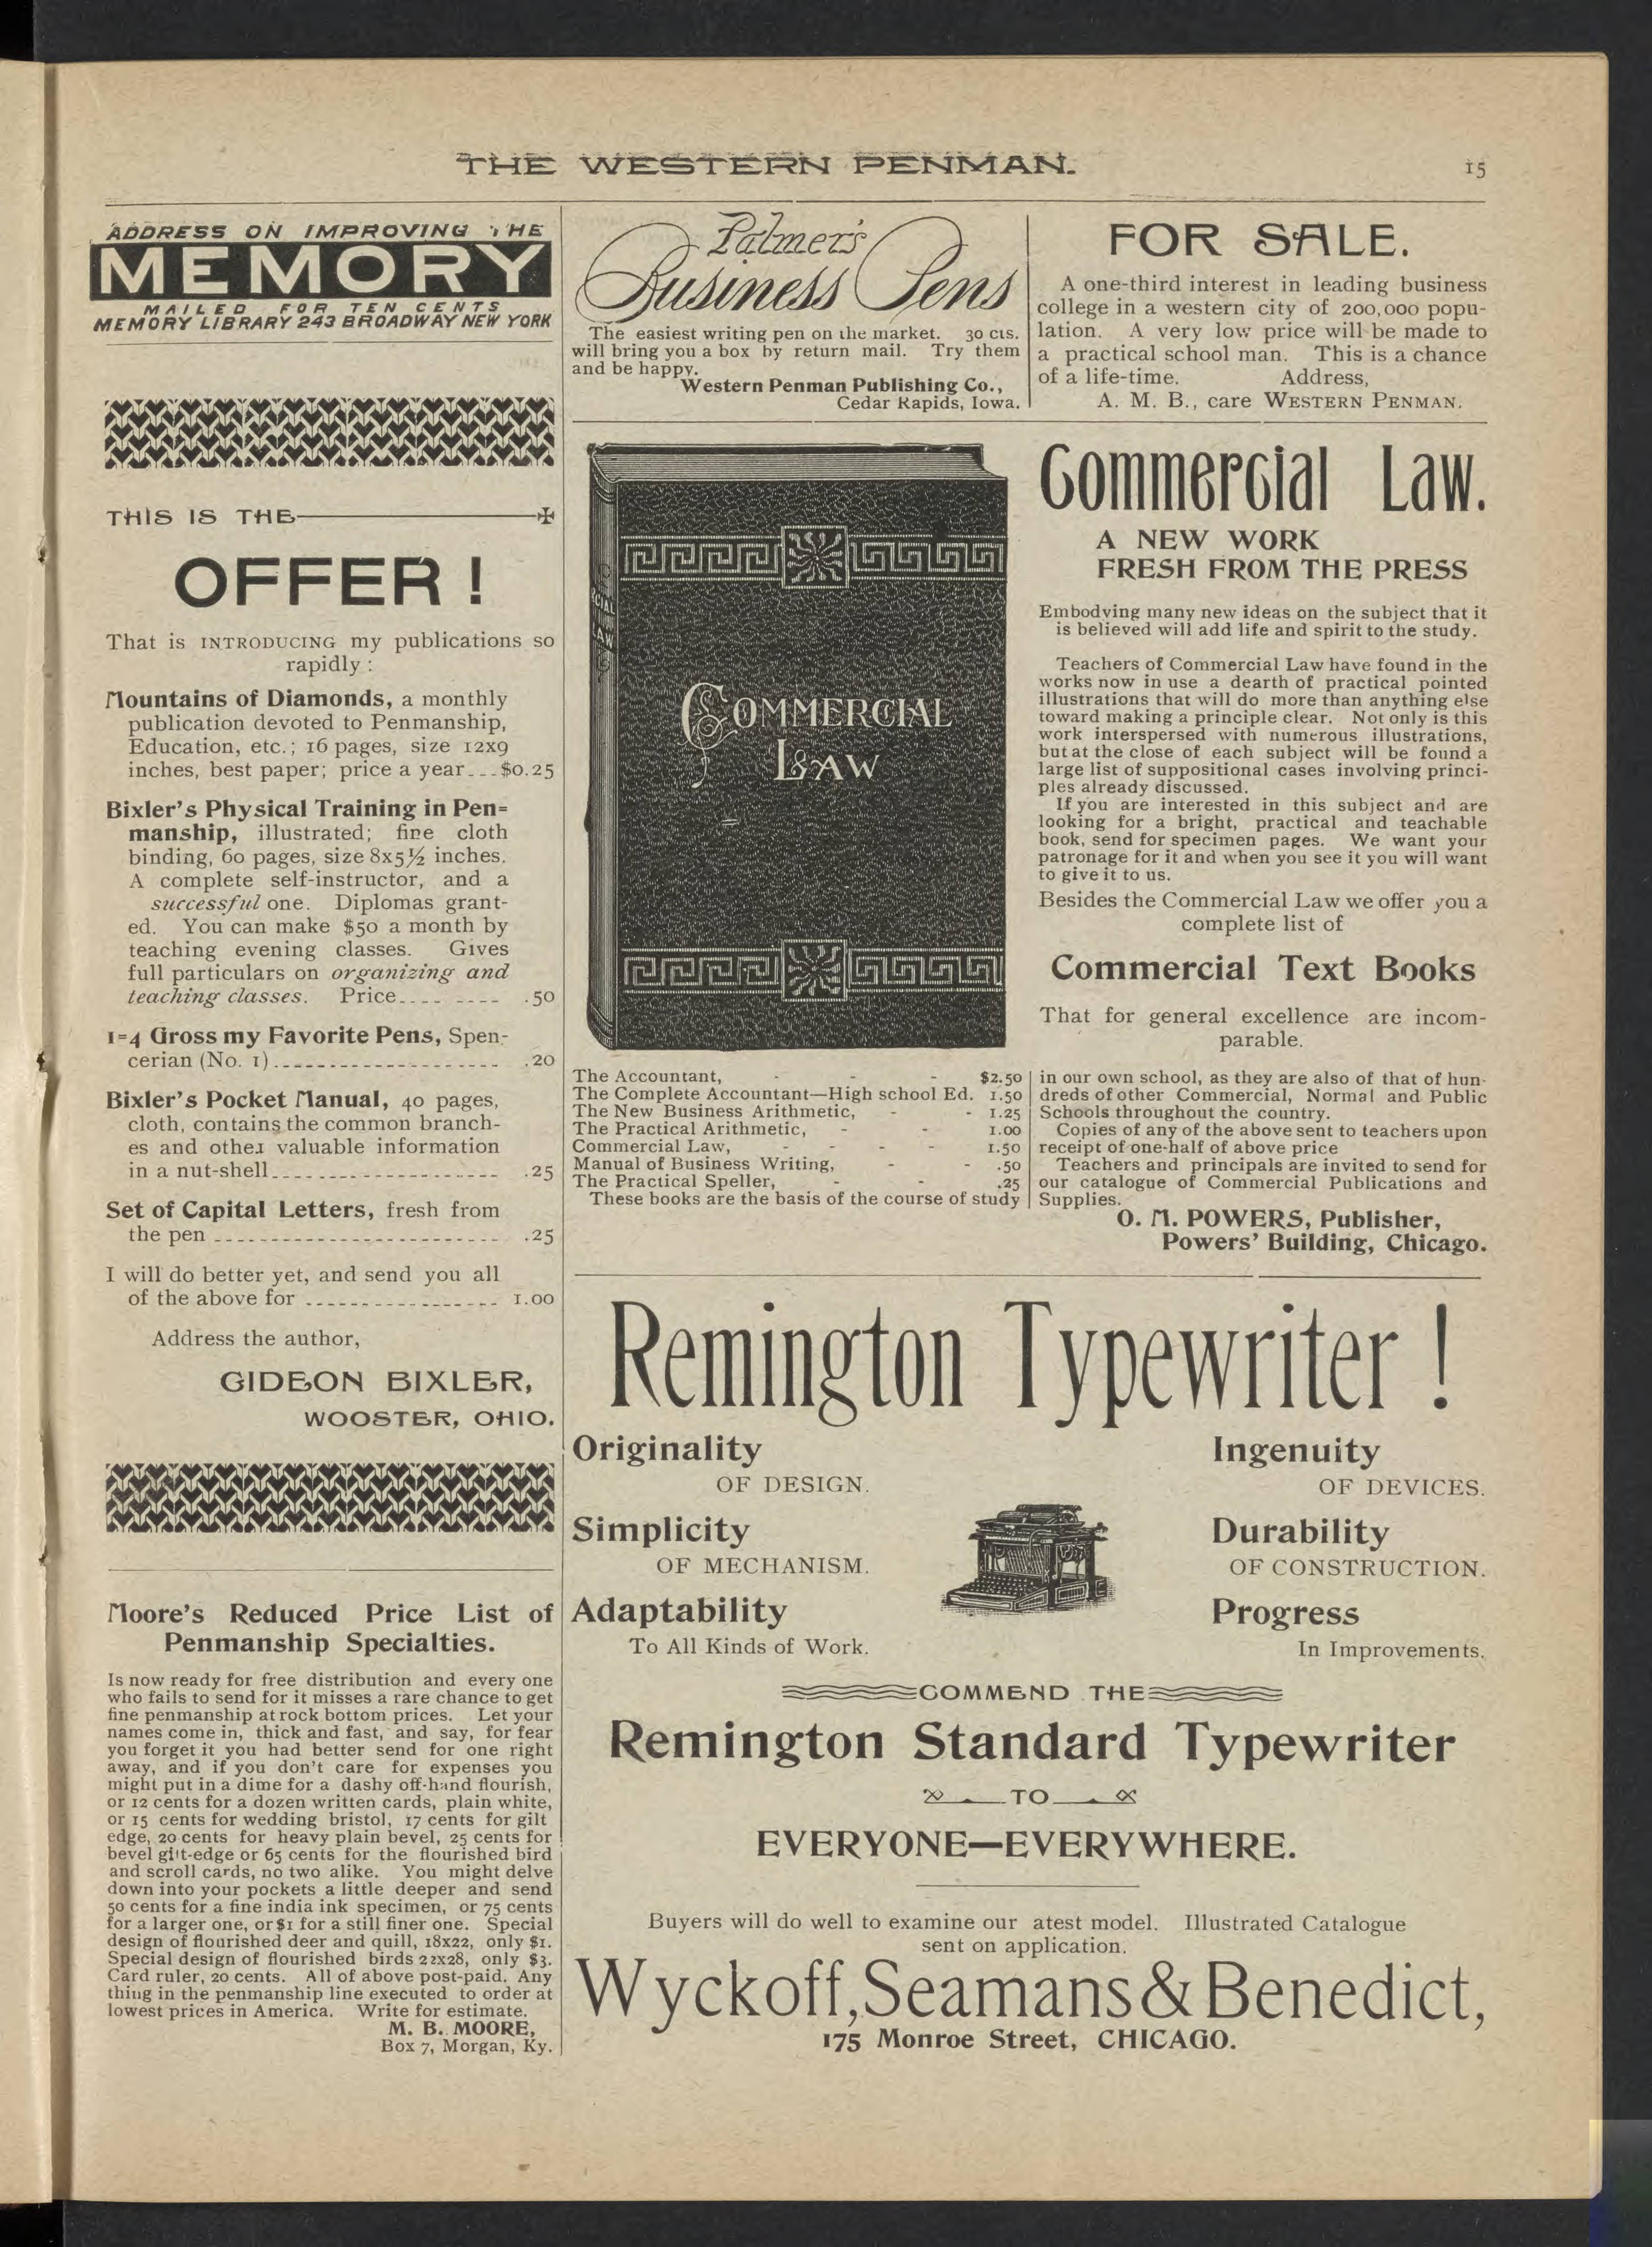 THE WESTERN PENMAN.
15
ADDRESS ON IMPROVING THE
MEMORY
MAILED FOR TEN CENTS
MEMORY LIBRARY 243 BROADWAY NEW YORK
THIS IS THE
OFFER!
That is INTRODUCING my publications so
rapidly:
Mountains of Diamonds, a monthly
publication devoted to Penmanship,
Education, etc.; 16 pages, size 12x9
inches, best paper; price a year...$0.25
Bixler's Physical Training in Pen=
manship, illustrated; fine cloth
binding, 60 pages, size 8x5½ inches.
A complete self-instructor, and a
successful one. Diplomas grant-
ed. You can make $50 a month by
teaching evening classes. Gives
full particulars on organizing and
teaching classes. Price.... .... .50
1=4 Gross my Favorite Pens, Spen-
cerian (No. 1).................... .20
Bixler's Pocket Manual, 40 pages,
cloth, contains the common branch-
es and other valuable information
in a nut-shell.................... .25
Set of Capital Letters, fresh from
the pen ......................... .25
I will do better yet, and send you all
of the above for ................. 1.00
Address the author,
GIDEON BIXLER,
WOOSTER, OHIO.
Moore's Reduced Price List of
Penmanship Specialties.
Is now ready for free distribution and every one
who fails to send for it misses a rare chance to get
fine penmanship at rock bottom prices. Let your
names come in, thick and fast, and say, for fear
you forget it you had better send for one right
away, and if you don't care for expenses you
might put in a dime for a dashy off-hand flourish,
or 12 cents for a dozen written cards, plain white,
or 15 cents for wedding bristol, 17 cents for gilt
edge, 20 cents for heavy plain bevel, 25 cents for
bevel gilt-edge or 65 cents for the flourished bird
and scroll cards, no two alike. You might delve
down into your pockets a little deeper and send
50 cents for a fine india ink specimen, or 75 cents
for a larger one, or $1 for a still finer one. Special
design of flourished deer and quill, 18x22, only $1.
Special design of flourished birds 22x28, only $3.
Card ruler, 20 cents. All of above post-paid. Any
thing in the penmanship line executed to order at
lowest prices in America. Write for estimate.
M. B. MOORE,
Box 7, Morgan, Ky.
Palmer's
Business Pens
The easiest writing pen on the market. 30 cts.
will bring you a box by return mail. Try them
and be happy.
Western Penman Publishing Co.,
Cedar Rapids, Iowa.
FOR SALE.
A one-third interest in leading business
college in a western city of 200,000 popu-
lation. A very low price will be made to
a practical school man. This is a chance
of a life-time. Address,
A. M. B., care WESTERN PENMAN.
CIAL
LAW
COMMERCIAL
LAW
Commercial Law.
A NEW WORK
FRESH FROM THE PRESS
Embodying many new ideas on the subject that it
is believed will add life and spirit to the study.
Teachers of Commercial Law have found in the
works now in use a dearth of practical pointed
illustrations that will do more than anything else
toward making a principle clear. Not only is this
work interspersed with numerous illustrations,
but at the close of each subject will be found a
large list of suppositional cases involving princi-
ples already discussed.
If you are interested in this subject and are
looking for a bright, practical and teachable
book, send for specimen pages. We want your
patronage for it and when you see it you will want
to give it to us.
Besides the Commercial Law we offer you a
complete list of
Commercial Text Books
That for general excellence are incom-
parable.
The Accountant, - - - $2.50
The Complete Accountant—High school Ed. 1.50
The New Business Arithmetic, - - 1.25
The Practical Arithmetic, - - 1.00
Commercial Law, - - - - 1.50
Manual of Business Writing, - - .50
The Practical Speller, - - .25
These books are the basis of the course of study
in our own school, as they are also of that of hun-
dreds of other Commercial, Normal and Public
Schools throughout the country.
Copies of any of the above sent to teachers upon
receipt of one-half of above price
Teachers and principals are invited to send for
our catalogue of Commercial Publications and
Supplies.
O. M. POWERS, Publisher,
Powers' Building, Chicago.
Remington Typewriter!
Originality
OF DESIGN.
Simplicity
OF MECHANISM.
Adaptability
To All Kinds of Work.
Ingenuity
OF DEVICES.
Durability
OF CONSTRUCTION.
Progress
In Improvements.
COMMEND THE
Remington Standard Typewriter
TO
EVERYONE—EVERYWHERE.
Buyers will do well to examine our atest model. Illustrated Catalogue
sent on application.
Wyckoff, Seamans & Benedict,
175 Monroe Street, CHICAGO.